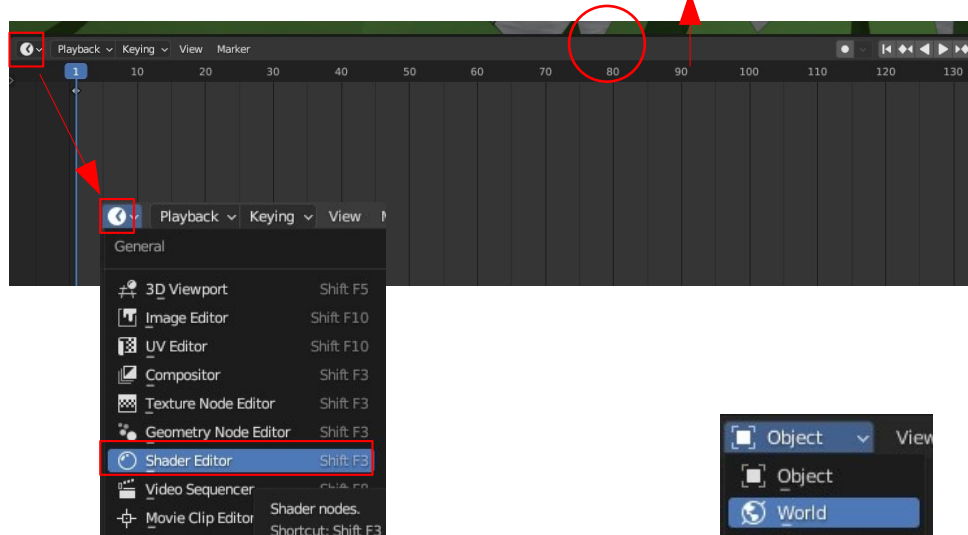 Playback Keying View Marker
1 10 20 30 40 50 60 70 80 90 100 110 120 130
Playback Keying View
General
3D Viewport Shift F5
Image Editor Shift F10
UV Editor Shift F10
Compositor Shift F3
Texture Node Editor Shift F3
Geometry Node Editor Shift F3
Shader Editor Shift F3
Video Sequencer Shift F8
Movie Clip Editor
Shader nodes.
Shortcut: Shift F3
Object View
Object
World